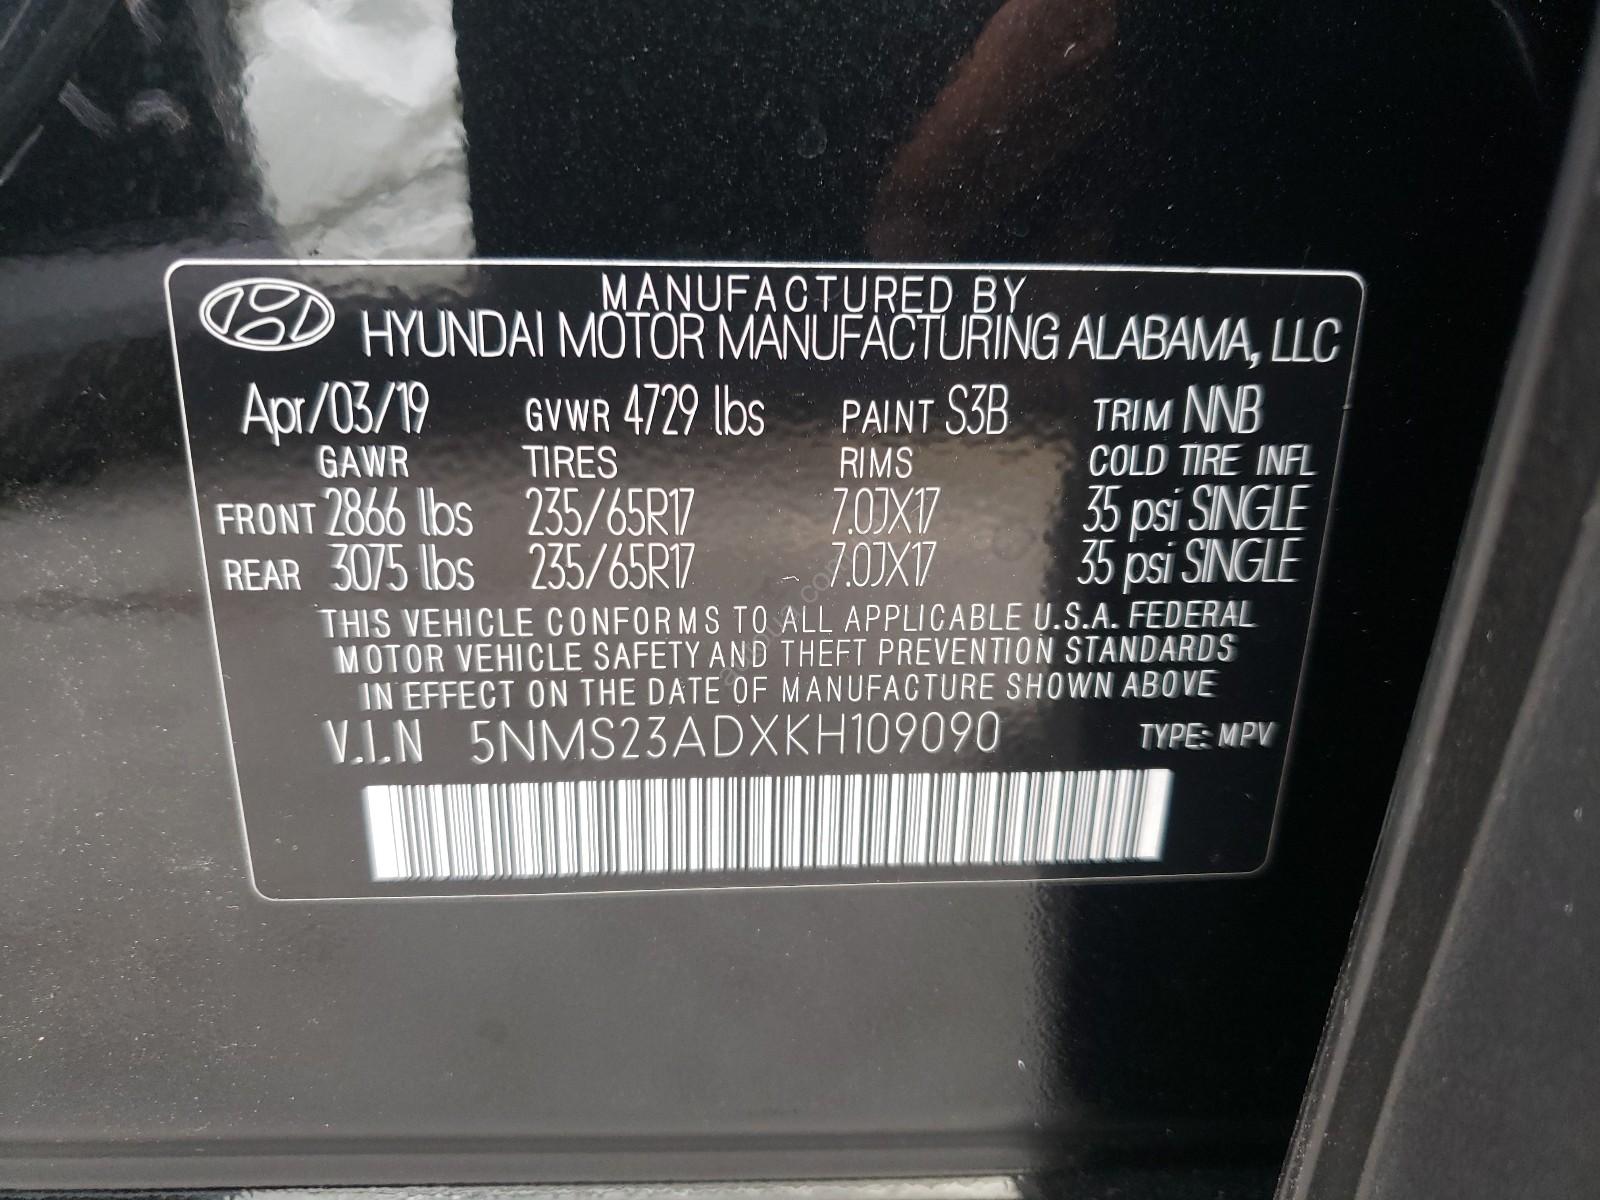 MANUFACTURED BY
HYUNDAI MOTOR MANUFACTURING ALABAMA, LLC
Apr/03/19 GVWR 4729 lbs PAINT S3B TRIM NNB
GAWR TIRES RIMS COLD TIRE INFL
FRONT 2866 lbs 235/65R17 7.0JX17 35 psi SINGLE
REAR 3075 lbs 235/65R17 7.0JX17 35 psi SINGLE
THIS VEHICLE CONFORMS TO ALL APPLICABLE U.S.A. FEDERAL
MOTOR VEHICLE SAFETY AND THEFT PREVENTION STANDARDS
IN EFFECT ON THE DATE OF MANUFACTURE SHOWN ABOVE
V.I.N 5NMS23ADXKH109090 TYPE: MPV